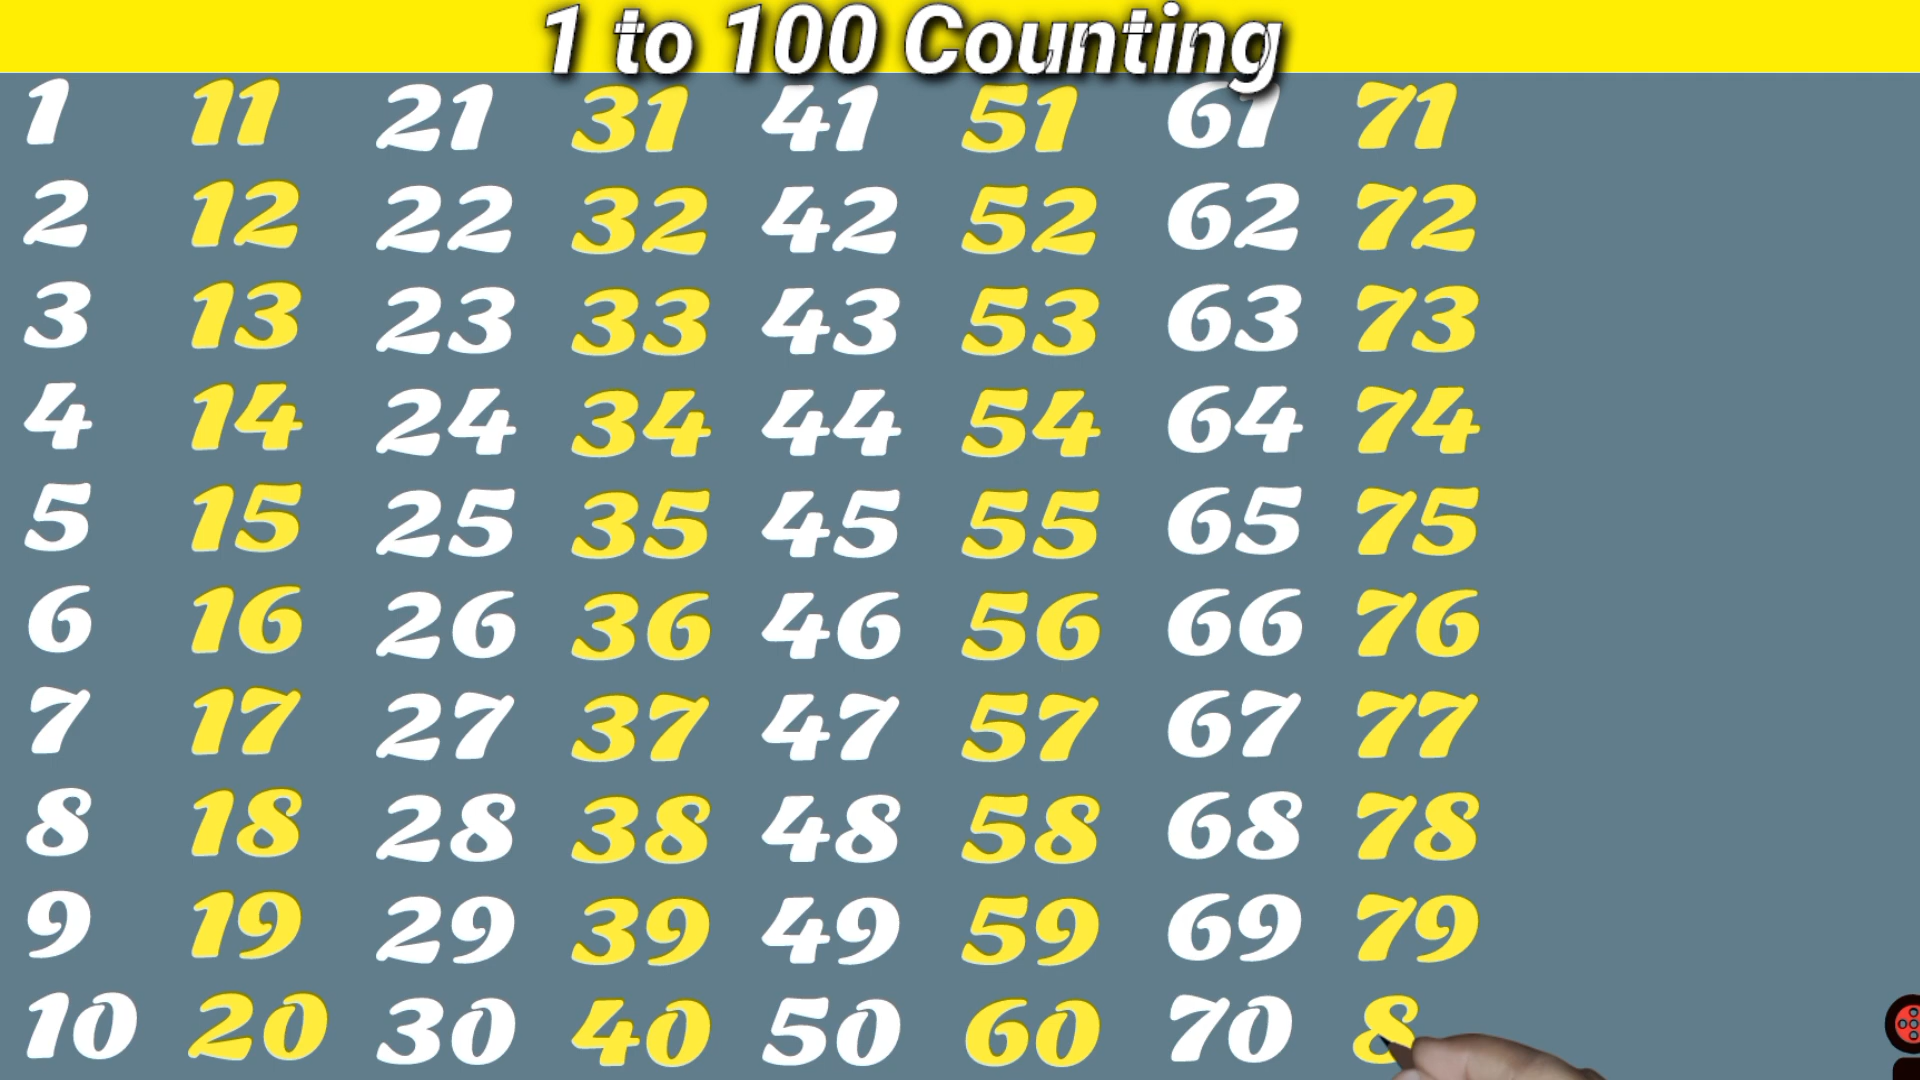 1 to 100 Counting
1 11 21 31 41 51 61 71
2 12 22 32 42 52 62 72
3 13 23 33 43 53 63 73
4 14 24 34 44 54 64 74
5 15 25 35 45 55 65 75
6 16 26 36 46 56 66 76
7 17 27 37 47 57 67 77
8 18 28 38 48 58 68 78
9 19 29 39 49 59 69 79
10 20 30 40 50 60 70 8